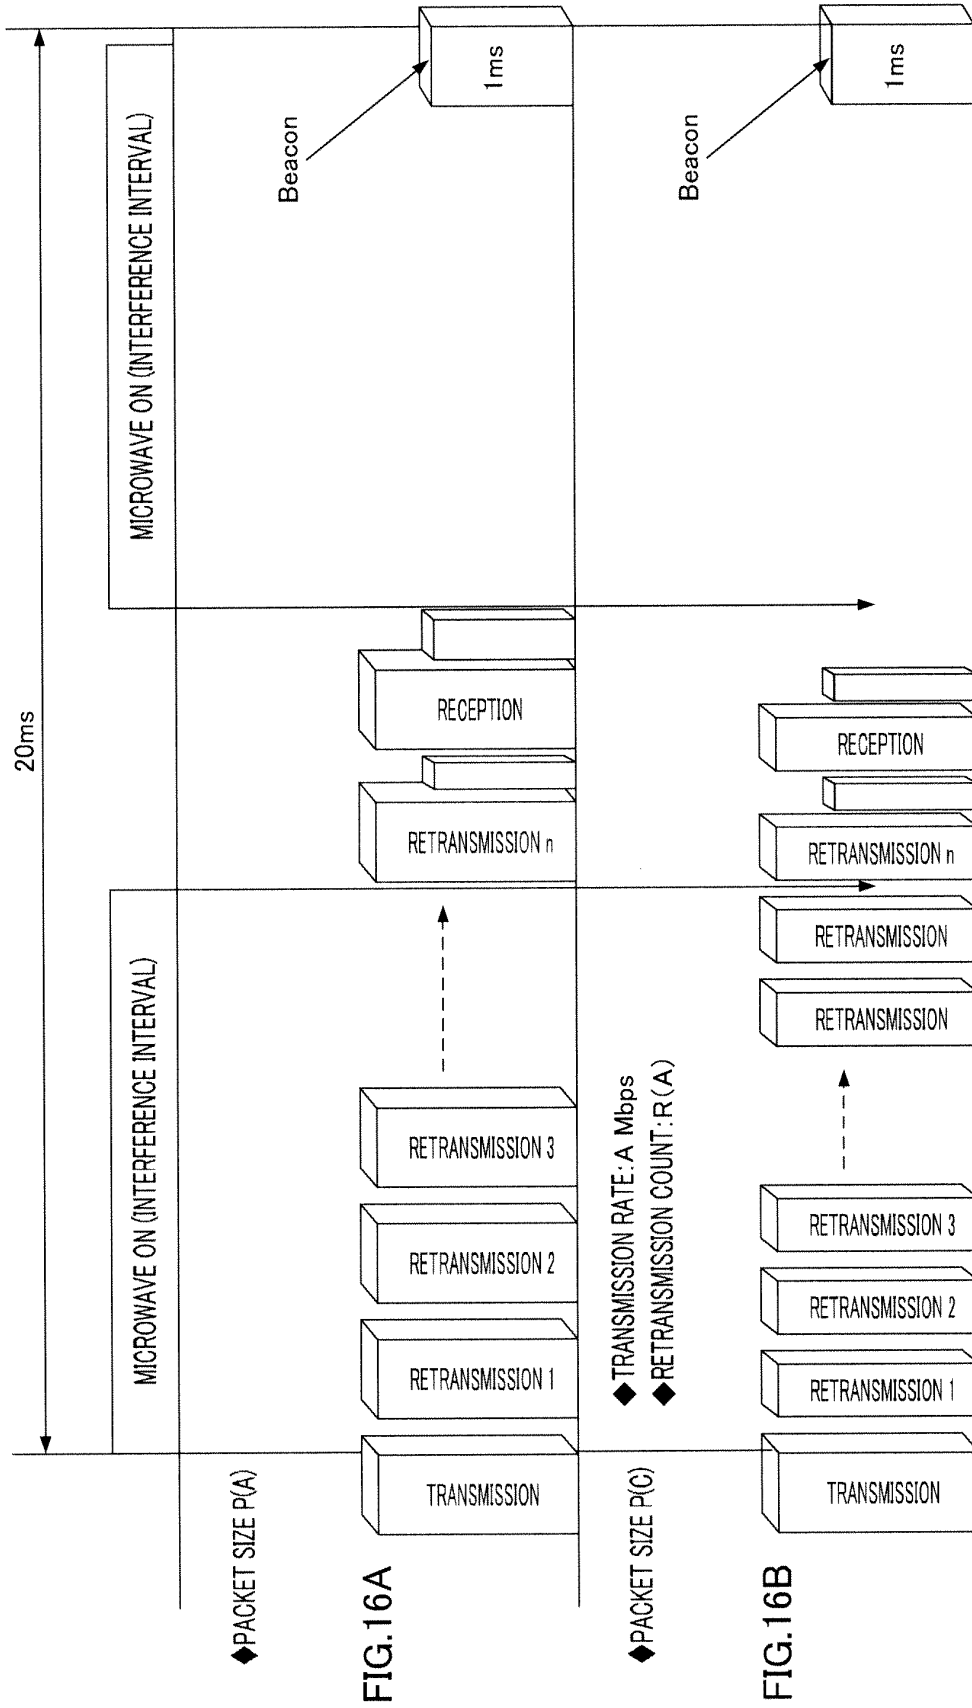 20ms
MICROWAVE ON (INTERFERENCE INTERVAL)
MICROWAVE ON (INTERFERENCE INTERVAL)
◆PACKET SIZE P(A)
FIG.16A
TRANSMISSION
RETRANSMISSION 1
RETRANSMISSION 2
RETRANSMISSION 3
RETRANSMISSION n
RECEPTION
Beacon
1ms
◆PACKET SIZE P(C)
◆TRANSMISSION RATE:A Mbps
◆RETRANSMISSION COUNT:R(A)
FIG.16B
TRANSMISSION
RETRANSMISSION 1
RETRANSMISSION 2
RETRANSMISSION 3
RETRANSMISSION
RETRANSMISSION
RETRANSMISSION n
RECEPTION
Beacon
1ms